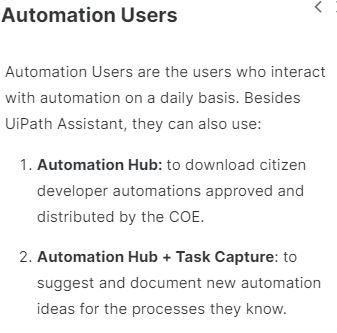 Automation Users
Automation Users are the users who interact
with automation on a daily basis. Besides
UiPath Assistant, they can also use:
1. Automation Hub: to download citizen
developer automations approved and
distributed by the COE.
2. Automation Hub + Task Capture: to
suggest and document new automation
ideas for the processes they know.